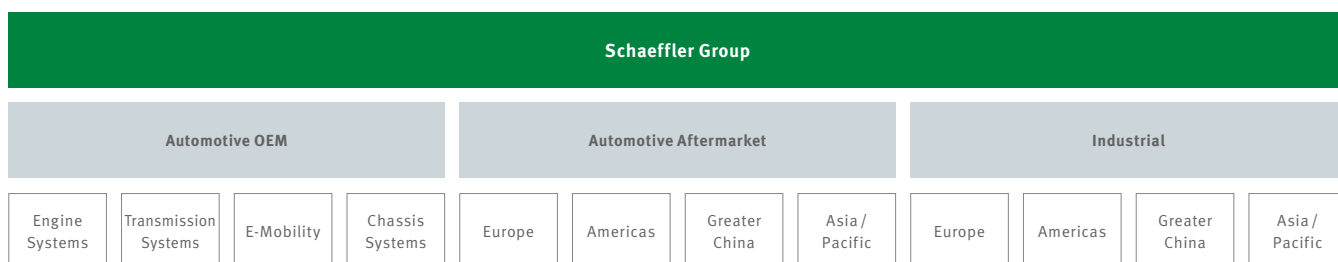 Schaeffler Group
Automotive OEM
Automotive Aftermarket
Industrial
Engine
Systems
Transmission
Systems
E-Mobility
Chassis
Systems
Europe
Americas
Greater
China
Asia /
Pacific
Europe
Americas
Greater
China
Asia /
Pacific